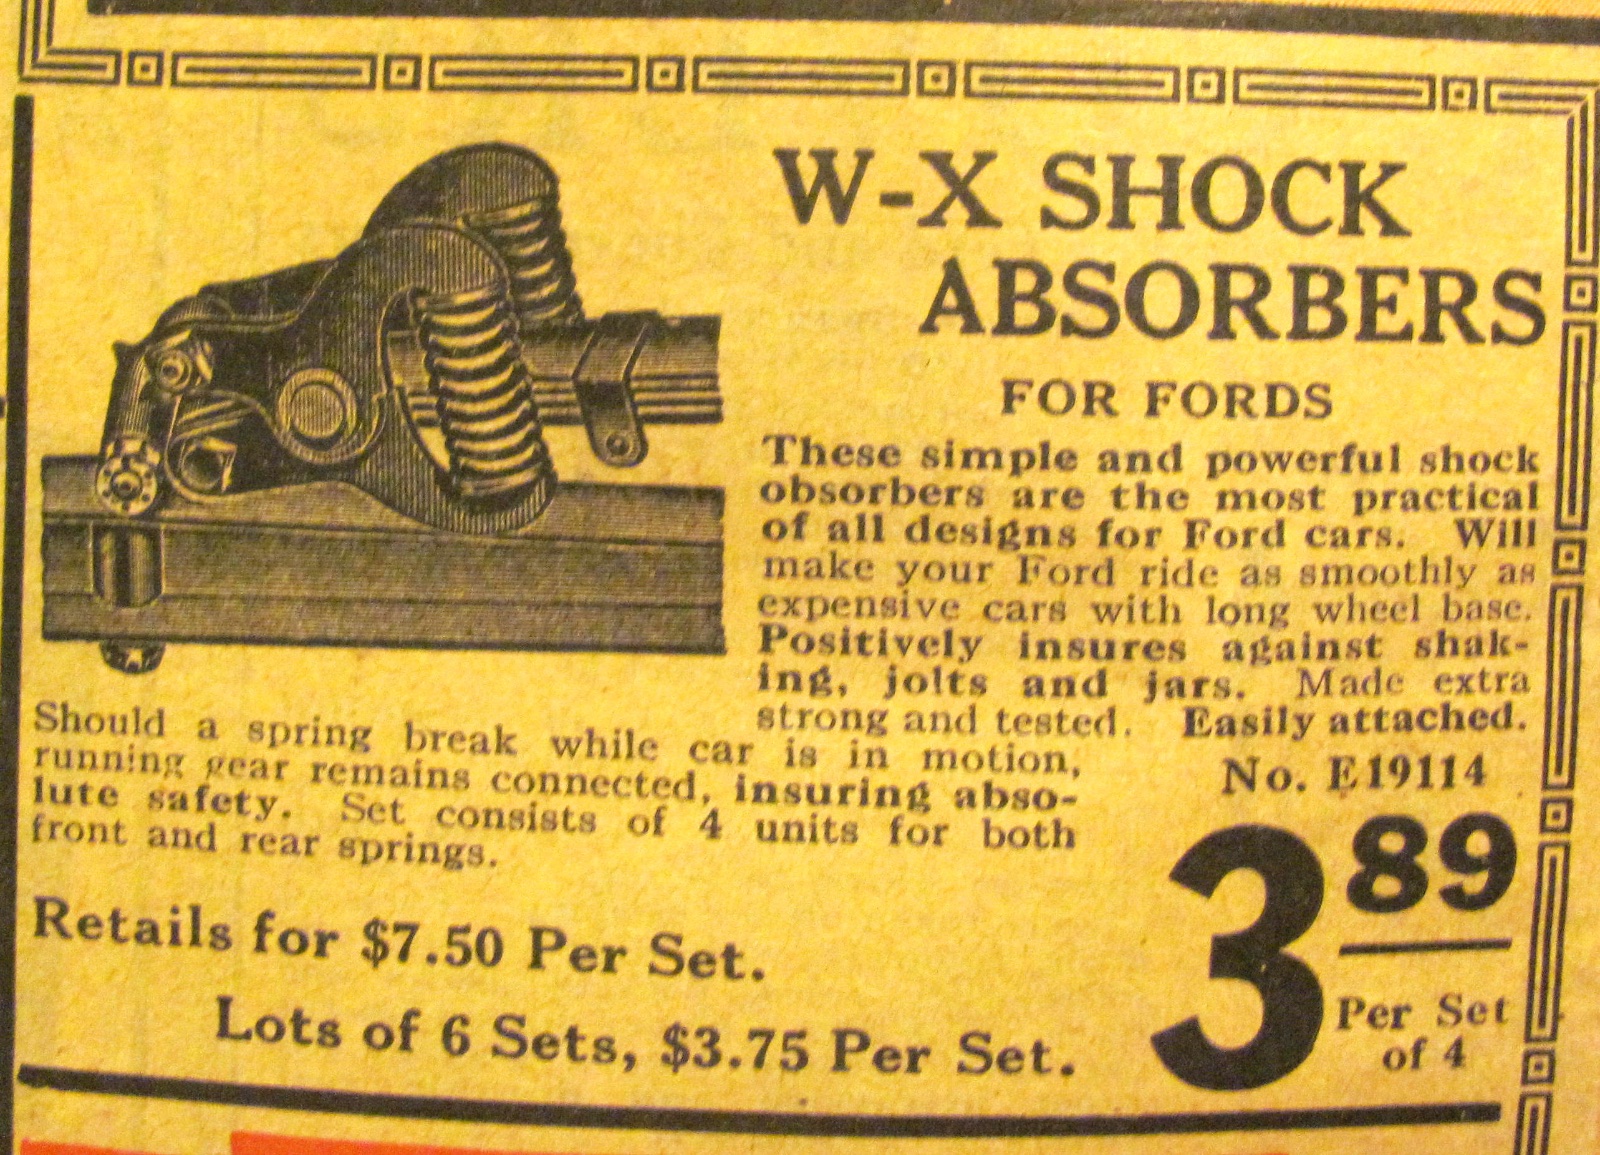 W-X SHOCK
ABSORBERS
FOR FORDS
These simple and powerful shock
obsorbers are the most practical
of all designs for Ford cars. Will
make your Ford ride as smoothly as
expensive cars with long wheel base.
Positively insures against shak-
ing, jolts and jars. Made extra
strong and tested. Easily attached.
Should a spring break while car is in motion,
running gear remains connected, insuring abso-
lute safety. Set consists of 4 units for both
front and rear springs.
No. E19114
3 89
Per Set
of 4
Retails for $7.50 Per Set.
Lots of 6 Sets, $3.75 Per Set.